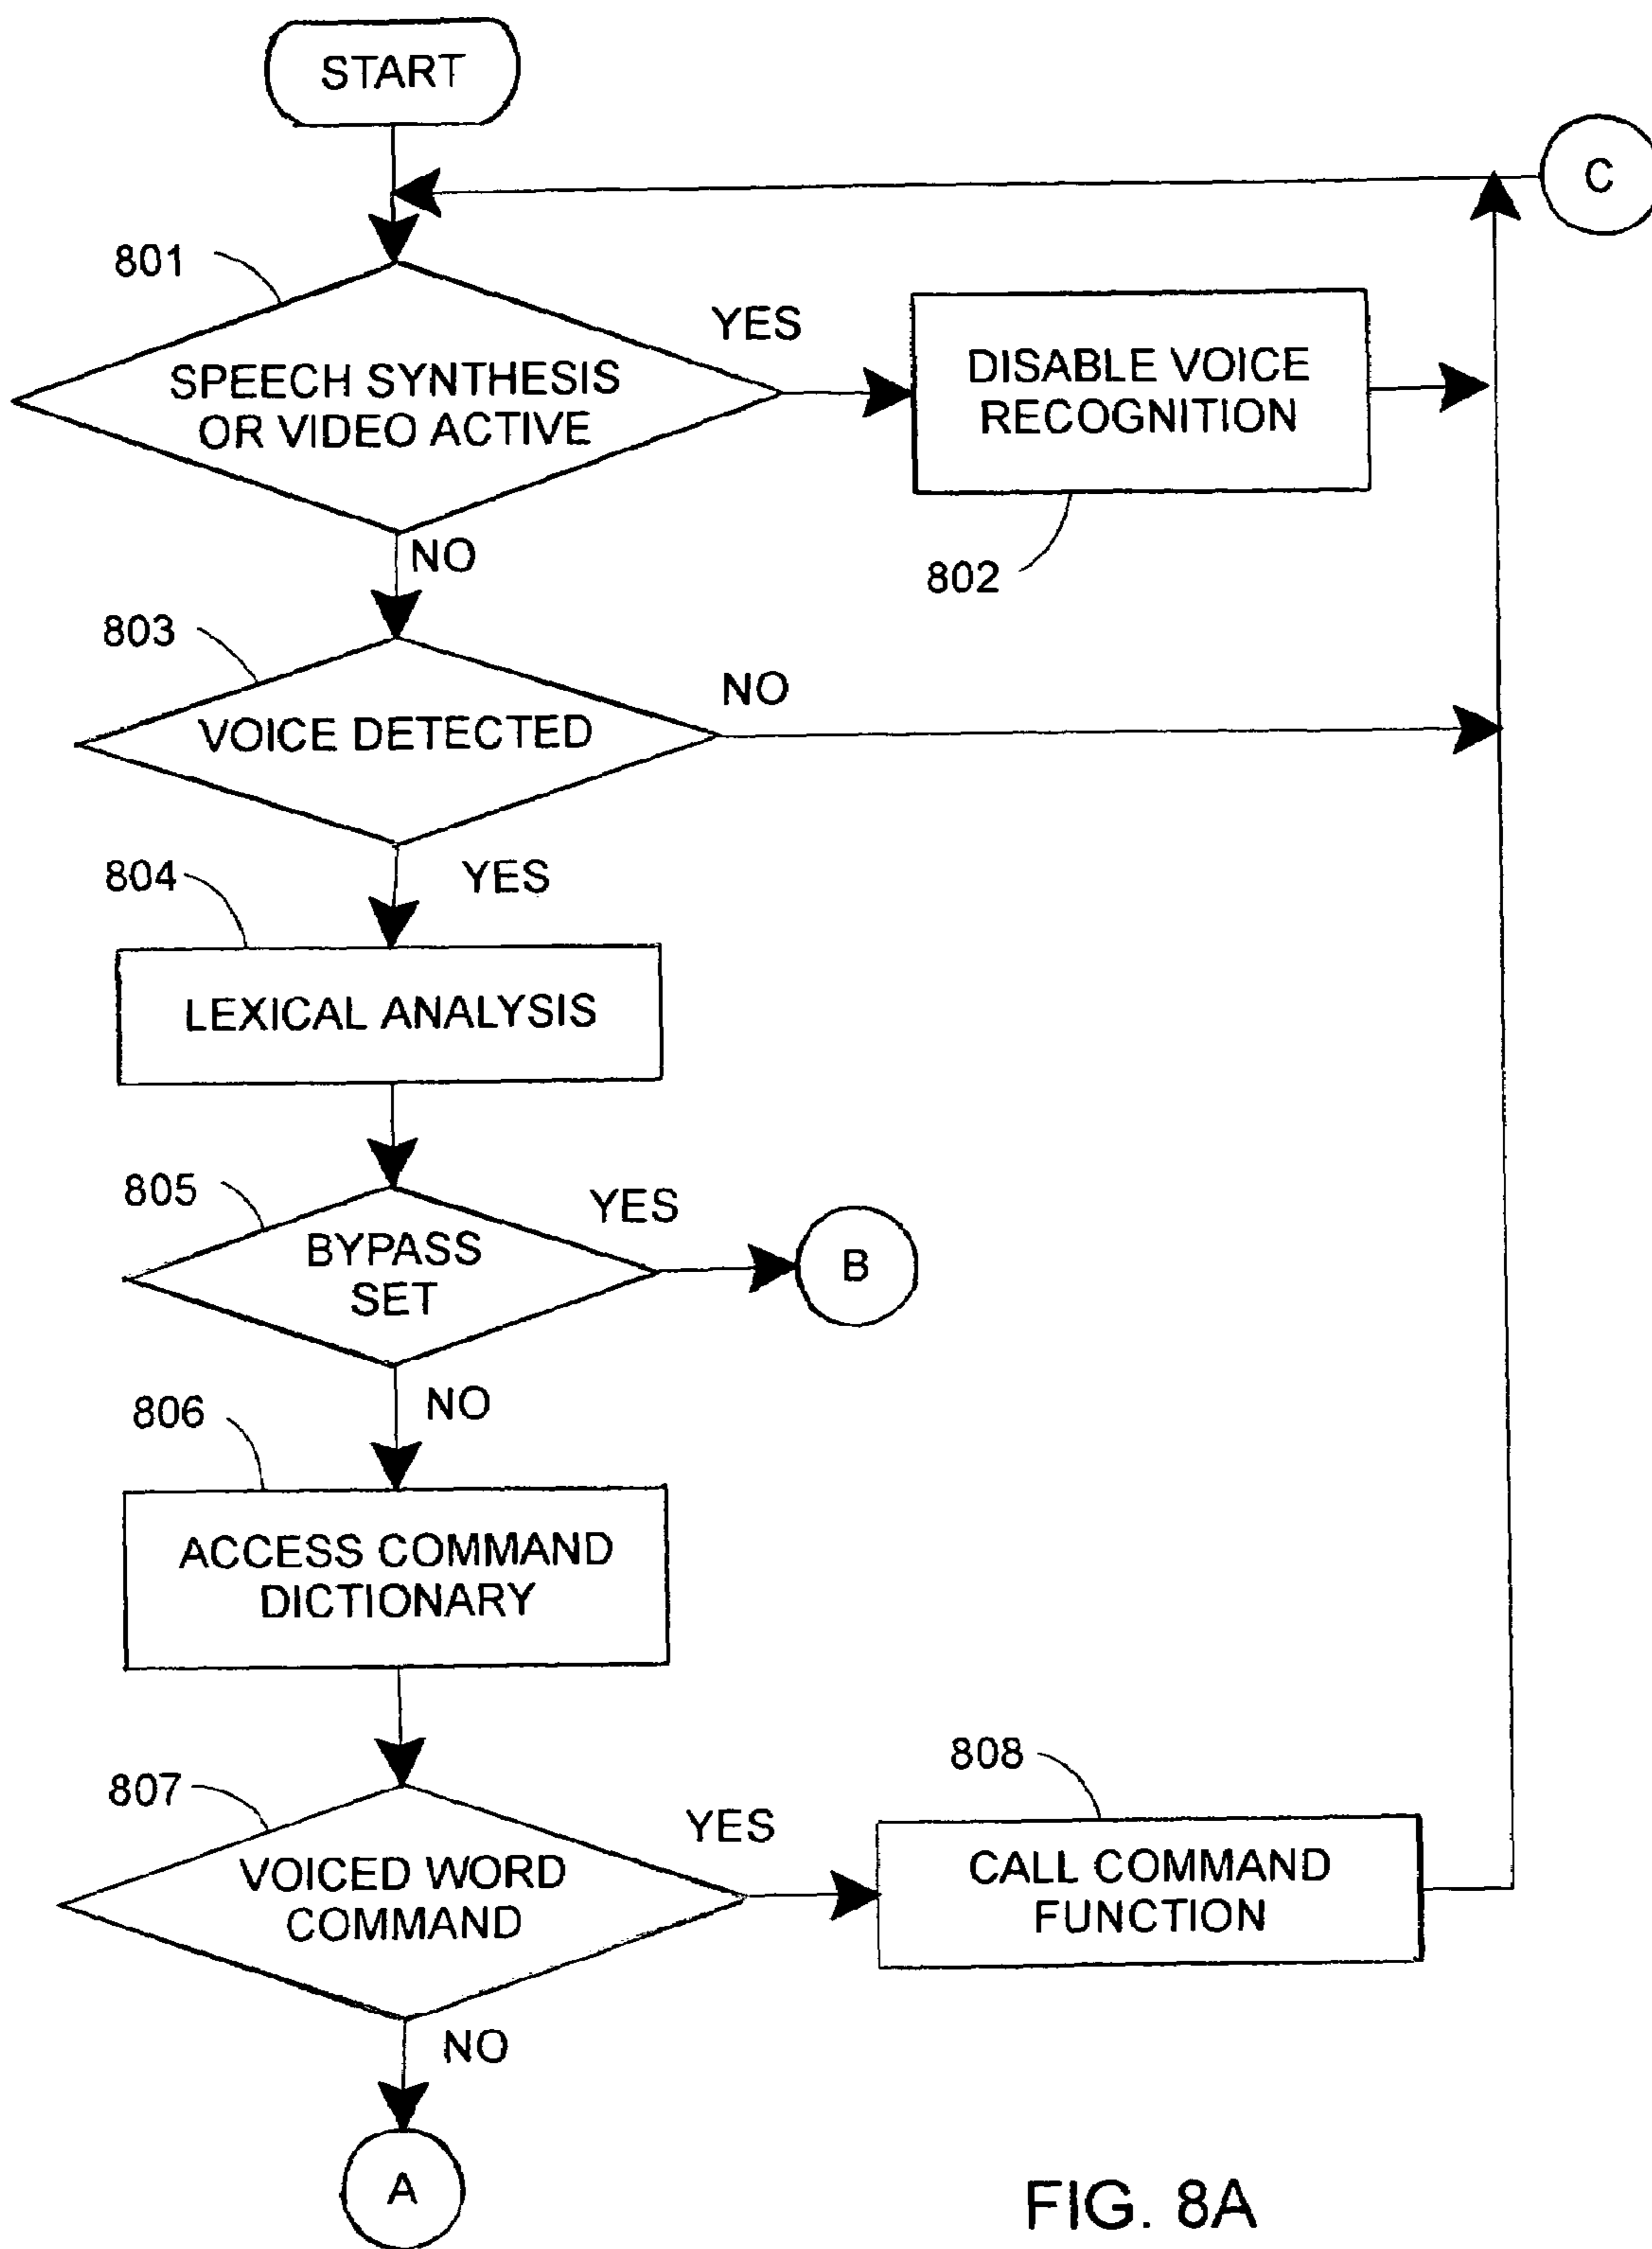 START
C
801
SPEECH SYNTHESIS
OR VIDEO ACTIVE
YES
DISABLE VOICE
RECOGNITION
802
NO
803
VOICE DETECTED
NO
YES
804
LEXICAL ANALYSIS
805
BYPASS
SET
YES
B
NO
806
ACCESS COMMAND
DICTIONARY
807
VOICED WORD
COMMAND
YES
808
CALL COMMAND
FUNCTION
NO
A
FIG. 8A